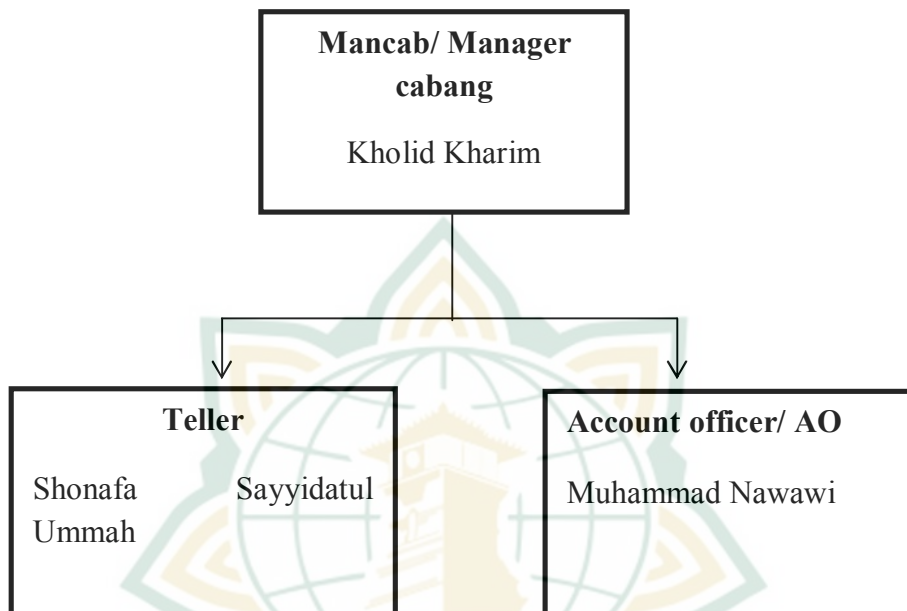 Mancab/ Manager
cabang
Kholid Kharim
Teller
Shonafa Sayyidatul
Ummah
Account officer/ AO
Muhammad Nawawi